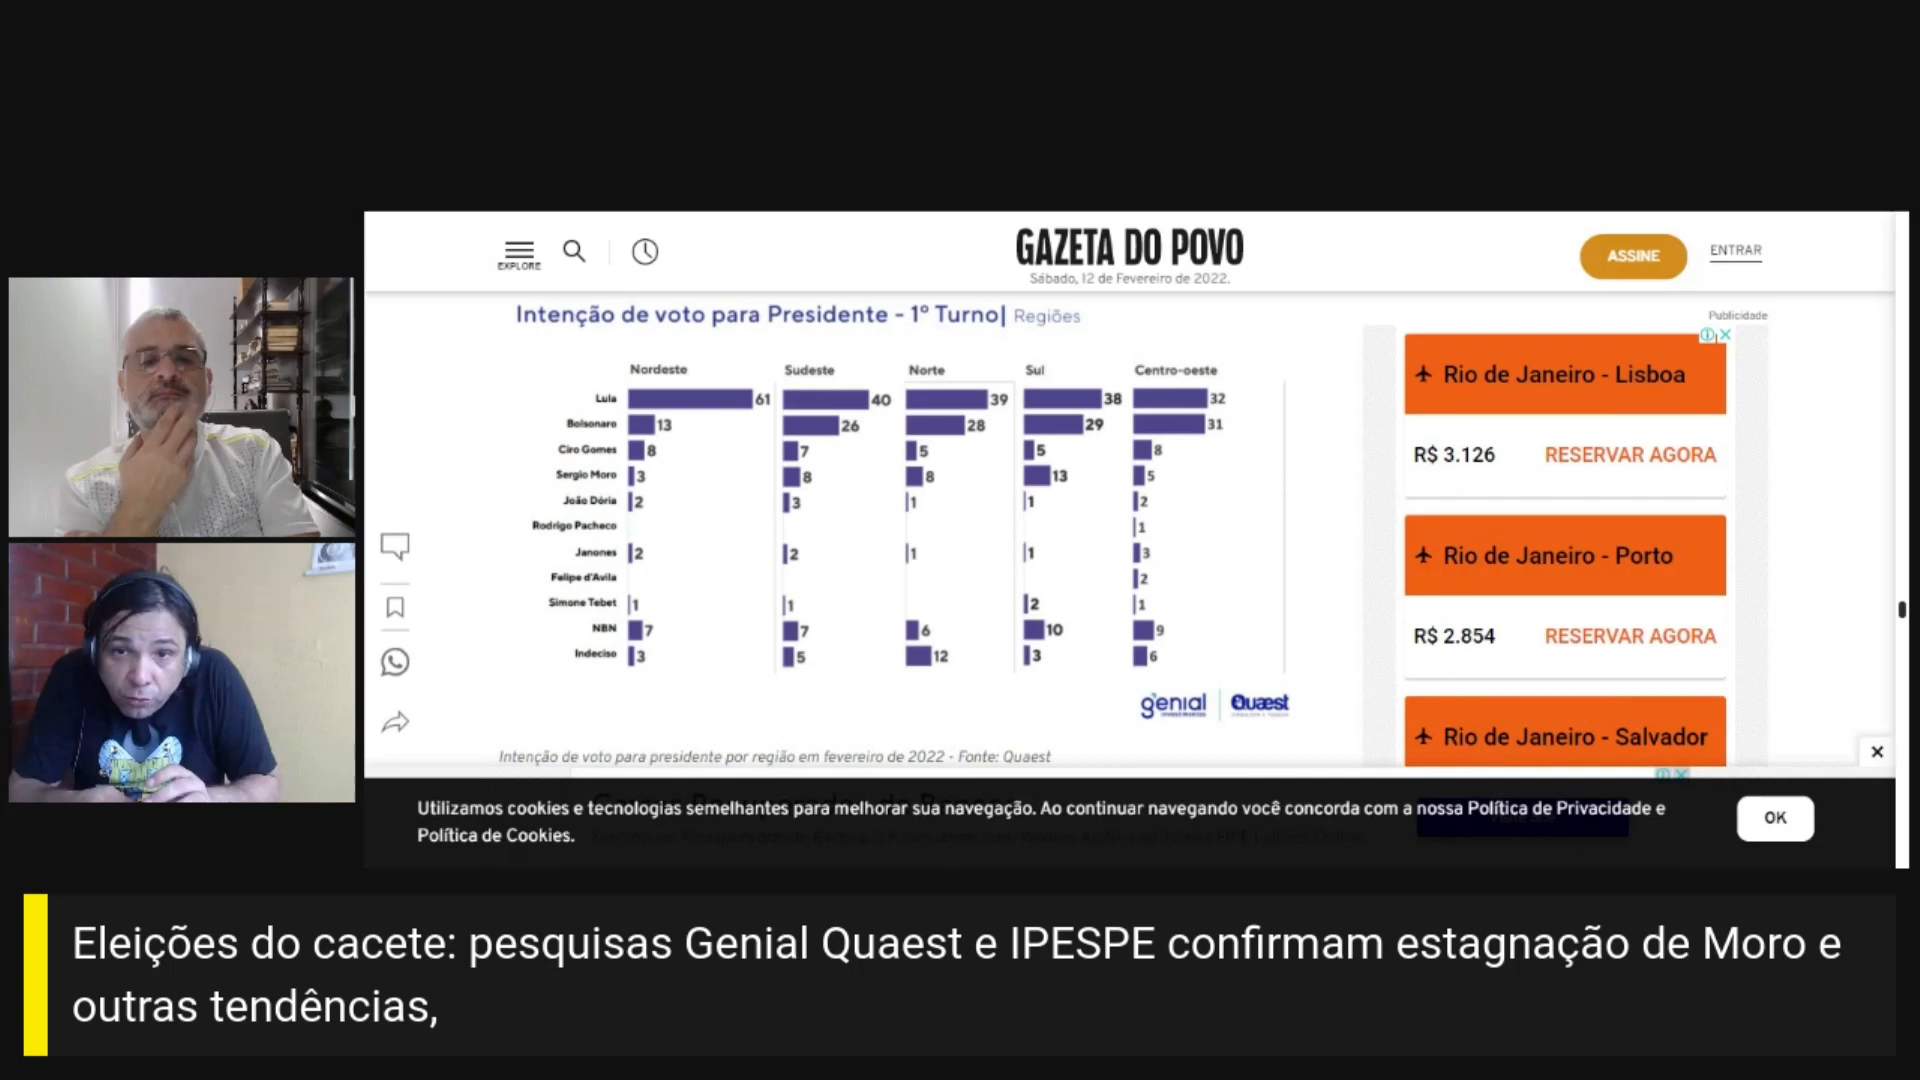 EXPLORE
GAZETA DO POVO
Sábado, 12 de Fevereiro de 2022.
ASSINE
ENTRAR
Intenção de voto para Presidente - 1º Turno| Regiões
Nordeste Sudeste Norte Sul Centro-oeste
Lula 61 40 39 38 32
Bolsonaro 13 26 28 29 31
Ciro Gomes 8 7 5 5 8
Sergio Moro 3 8 8 13 5
João Dória 2 3 1 1 2
Rodrigo Pacheco 1
Janones 2 2 1 1 3
Felipe d'Avila 2
Simone Tebet 1 1 2 1
NBN 7 7 6 10 9
Indeciso 3 5 12 3 6
genial Quaest
Intenção de voto para presidente por região em fevereiro de 2022 - Fonte: Quaest
Publicidade
Rio de Janeiro - Lisboa
R$ 3.126 RESERVAR AGORA
Rio de Janeiro - Porto
R$ 2.854 RESERVAR AGORA
Rio de Janeiro - Salvador
Utilizamos cookies e tecnologias semelhantes para melhorar sua navegação. Ao continuar navegando você concorda com a nossa Política de Privacidade e
Política de Cookies.
OK
Eleições do cacete: pesquisas Genial Quaest e IPESPE confirmam estagnação de Moro e
outras tendências,